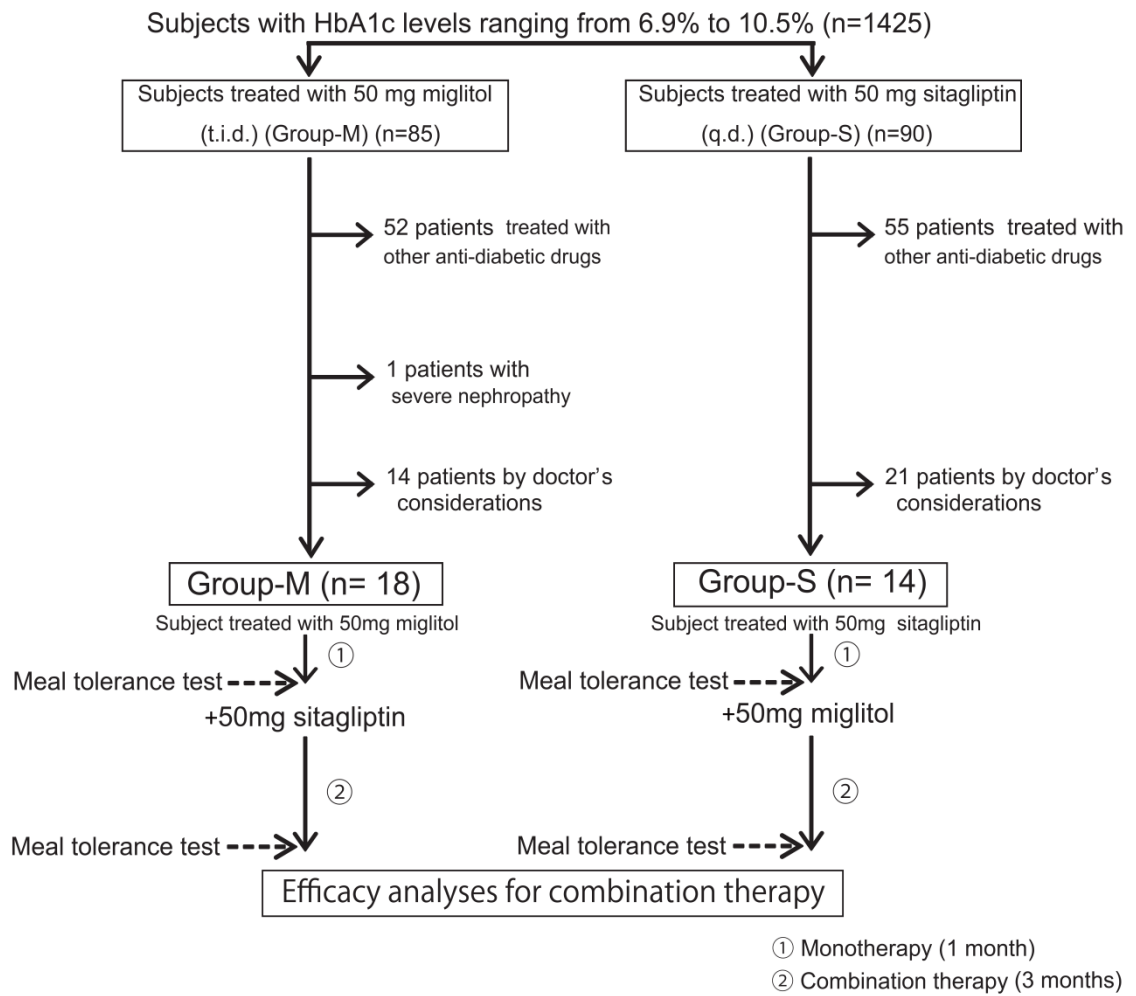 Subjects with HbA1c levels ranging from 6.9% to 10.5% (n=1425)
Subjects treated with 50 mg miglitol
(t.i.d.) (Group-M) (n=85)
Subjects treated with 50 mg sitagliptin
(q.d.) (Group-S) (n=90)
52 patients treated with
other anti-diabetic drugs
55 patients treated with
other anti-diabetic drugs
1 patients with
severe nephropathy
14 patients by doctor's
considerations
21 patients by doctor's
considerations
Group-M (n= 18)
Subject treated with 50mg miglitol
Group-S (n= 14)
Subject treated with 50mg sitagliptin
①
Meal tolerance test
+50mg sitagliptin
①
Meal tolerance test
+50mg miglitol
②
Meal tolerance test
②
Meal tolerance test
Efficacy analyses for combination therapy
① Monotherapy (1 month)
② Combination therapy (3 months)